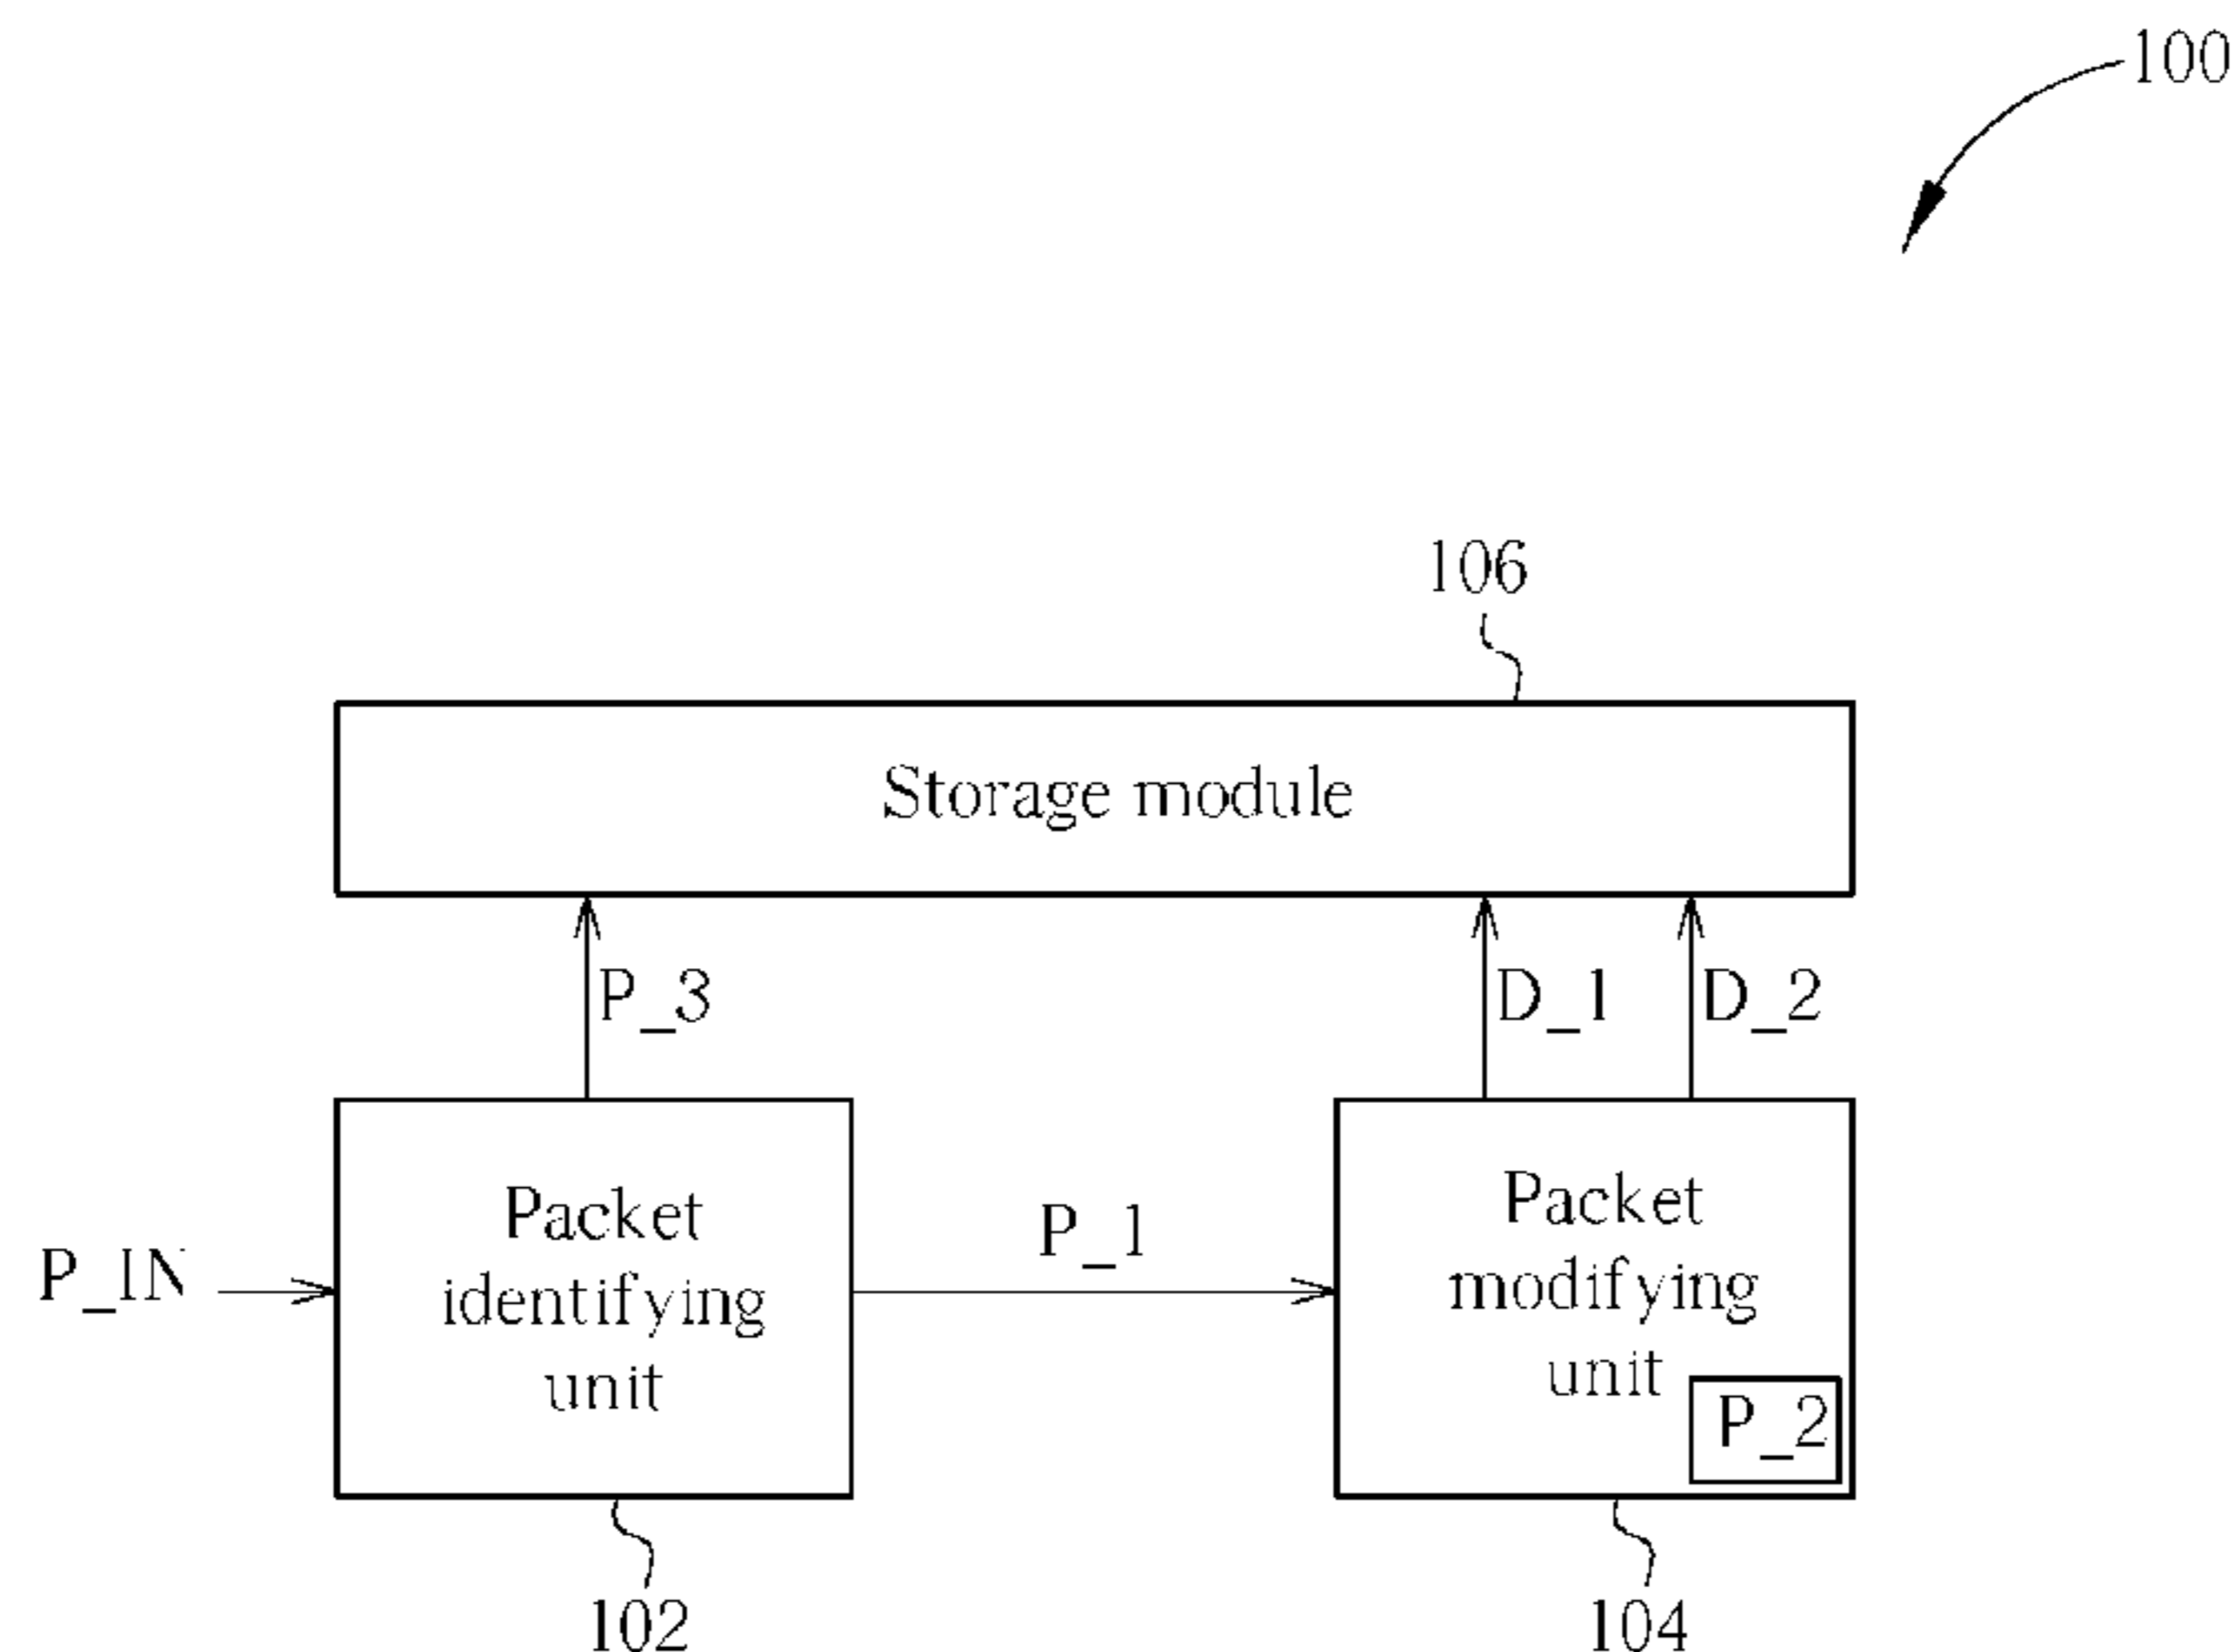 100
106
Storage module
P_3
D_1
D_2
P_IN
Packet
identifying
unit
P_1
Packet
modifying
unit
P_2
102
104